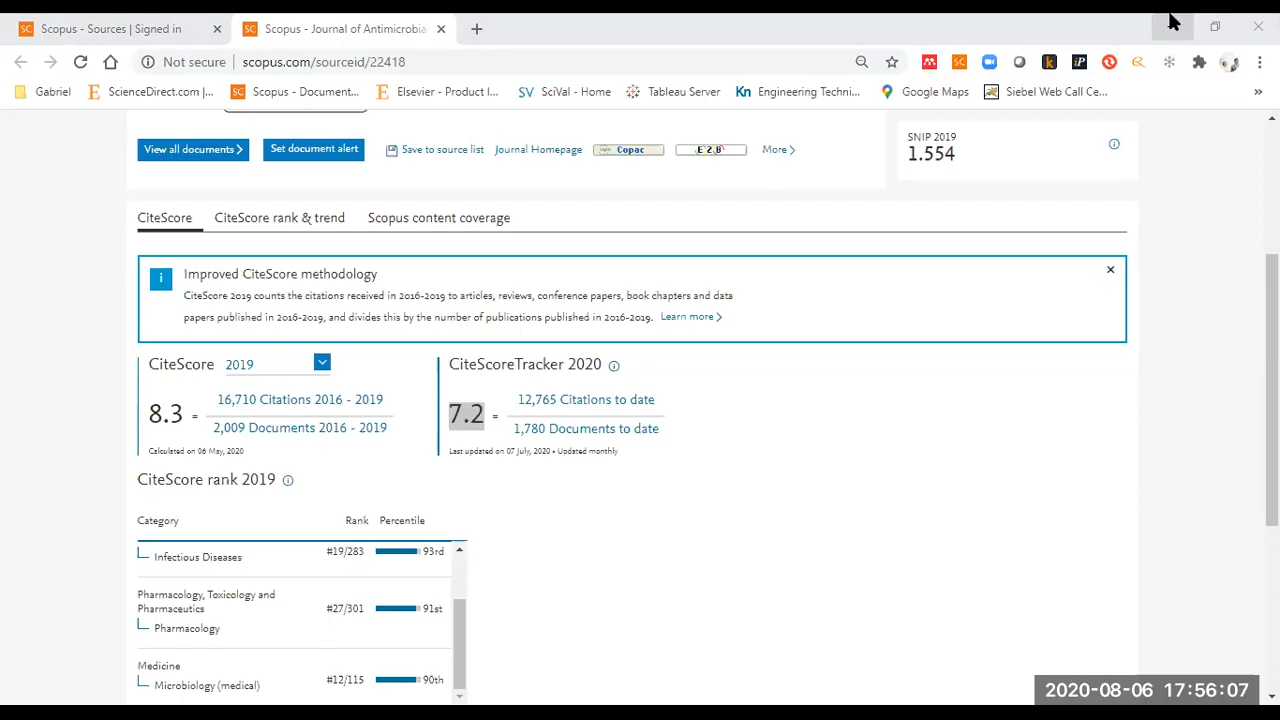 Scopus - Sources | Signed in
Scopus - Journal of Antimicrobia
Not secure scopus.com/sourceid/22418
Gabriel ScienceDirect.com |... Scopus - Document... Elsevier - Product I... SciVal - Home Tableau Server Engineering Techni... Google Maps Siebel Web Call Ce...
View all documents Set document alert Save to source list Journal Homepage Copac E Z B More
SNIP 2019
1.554
CiteScore CiteScore rank & trend Scopus content coverage
Improved CiteScore methodology
CiteScore 2019 counts the citations received in 2016-2019 to articles, reviews, conference papers, book chapters and data
papers published in 2016-2019, and divides this by the number of publications published in 2016-2019. Learn more
CiteScore 2019
8.3 = 16,710 Citations 2016 - 2019
2,009 Documents 2016 - 2019
Calculated on 06 May, 2020
CiteScoreTracker 2020
7.2 = 12,765 Citations to date
1,780 Documents to date
Last updated on 07 July, 2020 • Updated monthly
CiteScore rank 2019
Category Rank Percentile
Infectious Diseases #19/283 93rd
Pharmacology, Toxicology and
Pharmaceutics #27/301 91st
Pharmacology
Medicine
Microbiology (medical) #12/115 90th
2020-08-06 17:56:07